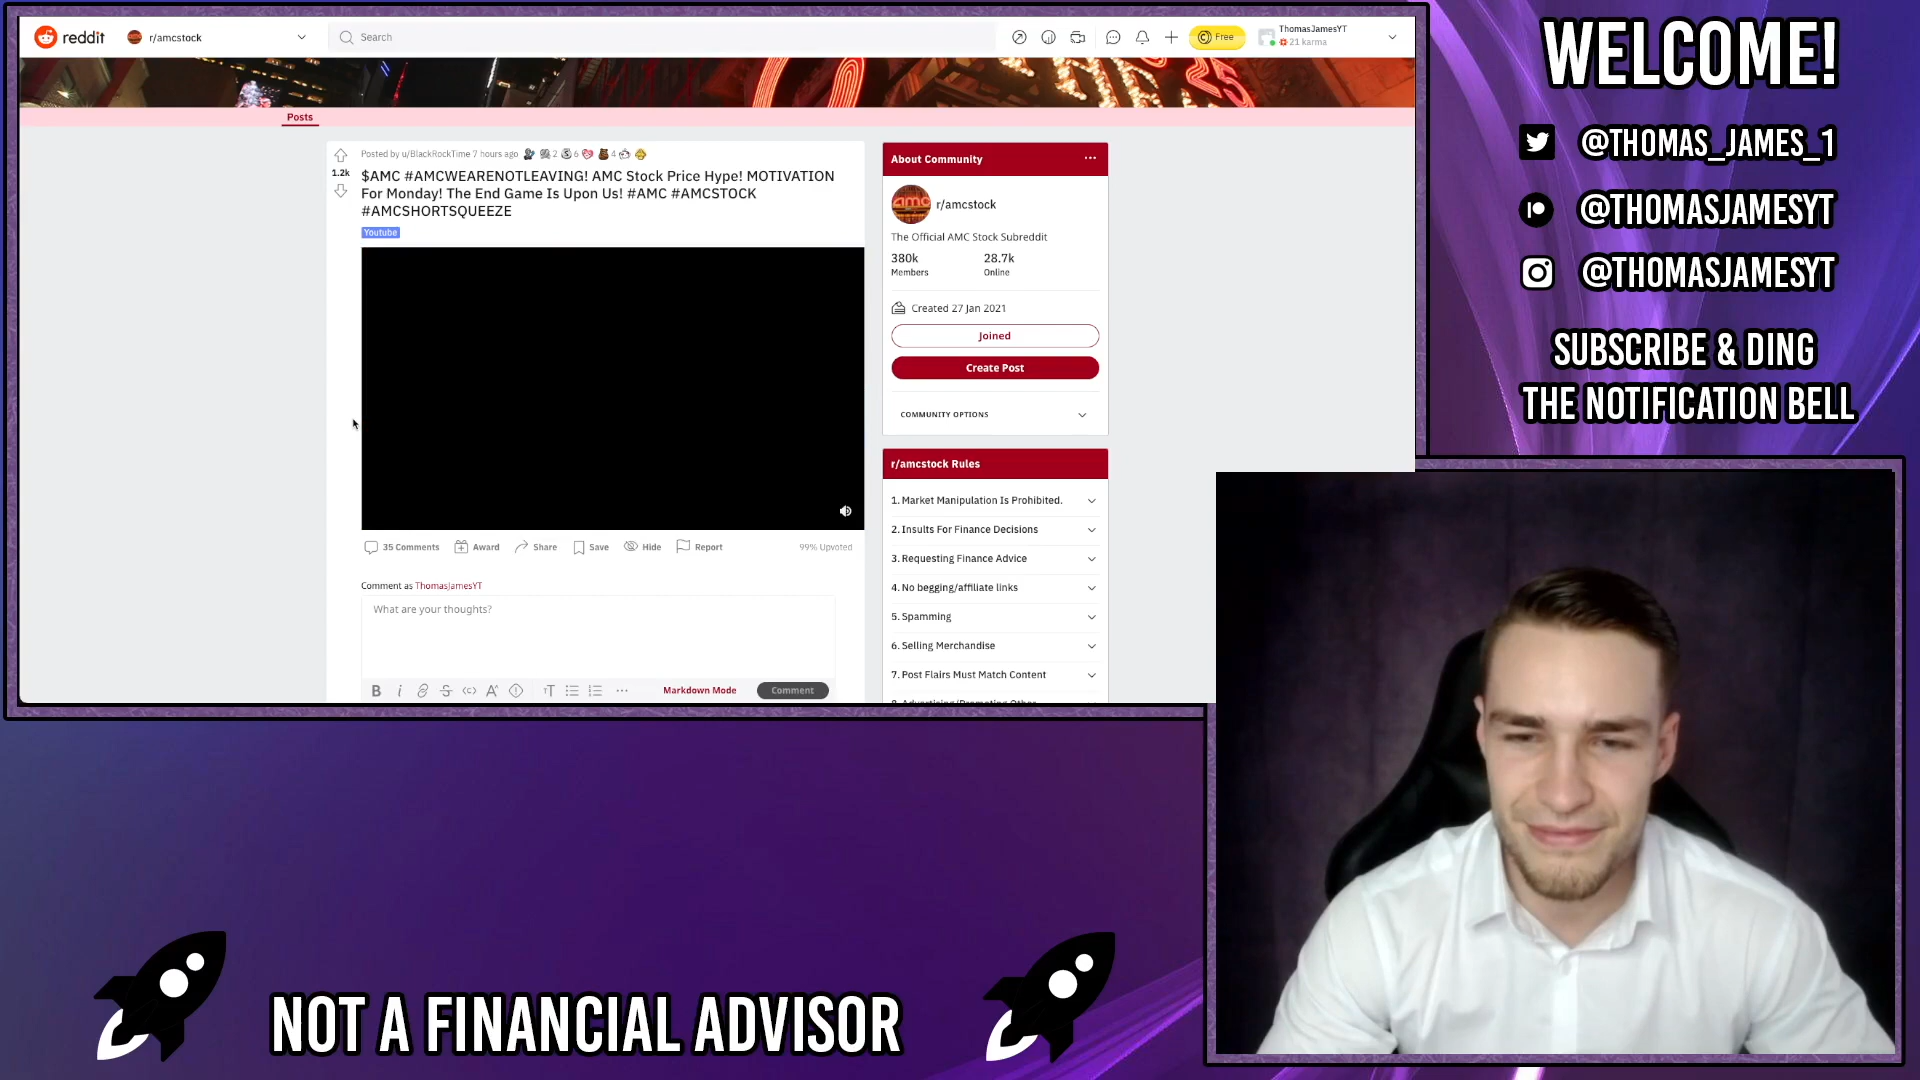 reddit
r/amcstock
Search
Free
ThomasJamesYT
21 karma
Posts
Posted by u/BlackRockTime 7 hours ago
2
6
4
1.2k
$AMC #AMCWEARENOTLEAVING! AMC Stock Price Hype! MOTIVATION
For Monday! The End Game Is Upon Us! #AMC #AMCSTOCK
#AMCSHORTSQUEEZE
Youtube
35 Comments
Award
Share
Save
Hide
Report
99% Upvoted
Comment as ThomasJamesYT
What are your thoughts?
Markdown Mode
Comment
About Community
amc
r/amcstock
The Official AMC Stock Subreddit
380k
28.7k
Members
Online
Created 27 Jan 2021
Joined
Create Post
COMMUNITY OPTIONS
r/amcstock Rules
1. Market Manipulation Is Prohibited.
2. Insults For Finance Decisions
3. Requesting Finance Advice
4. No begging/affiliate links
5. Spamming
6. Selling Merchandise
7. Post Flairs Must Match Content
WELCOME!
@THOMAS_JAMES_1
@THOMASJAMESYT
@THOMASJAMESYT
SUBSCRIBE & DING
THE NOTIFICATION BELL
NOT A FINANCIAL ADVISOR